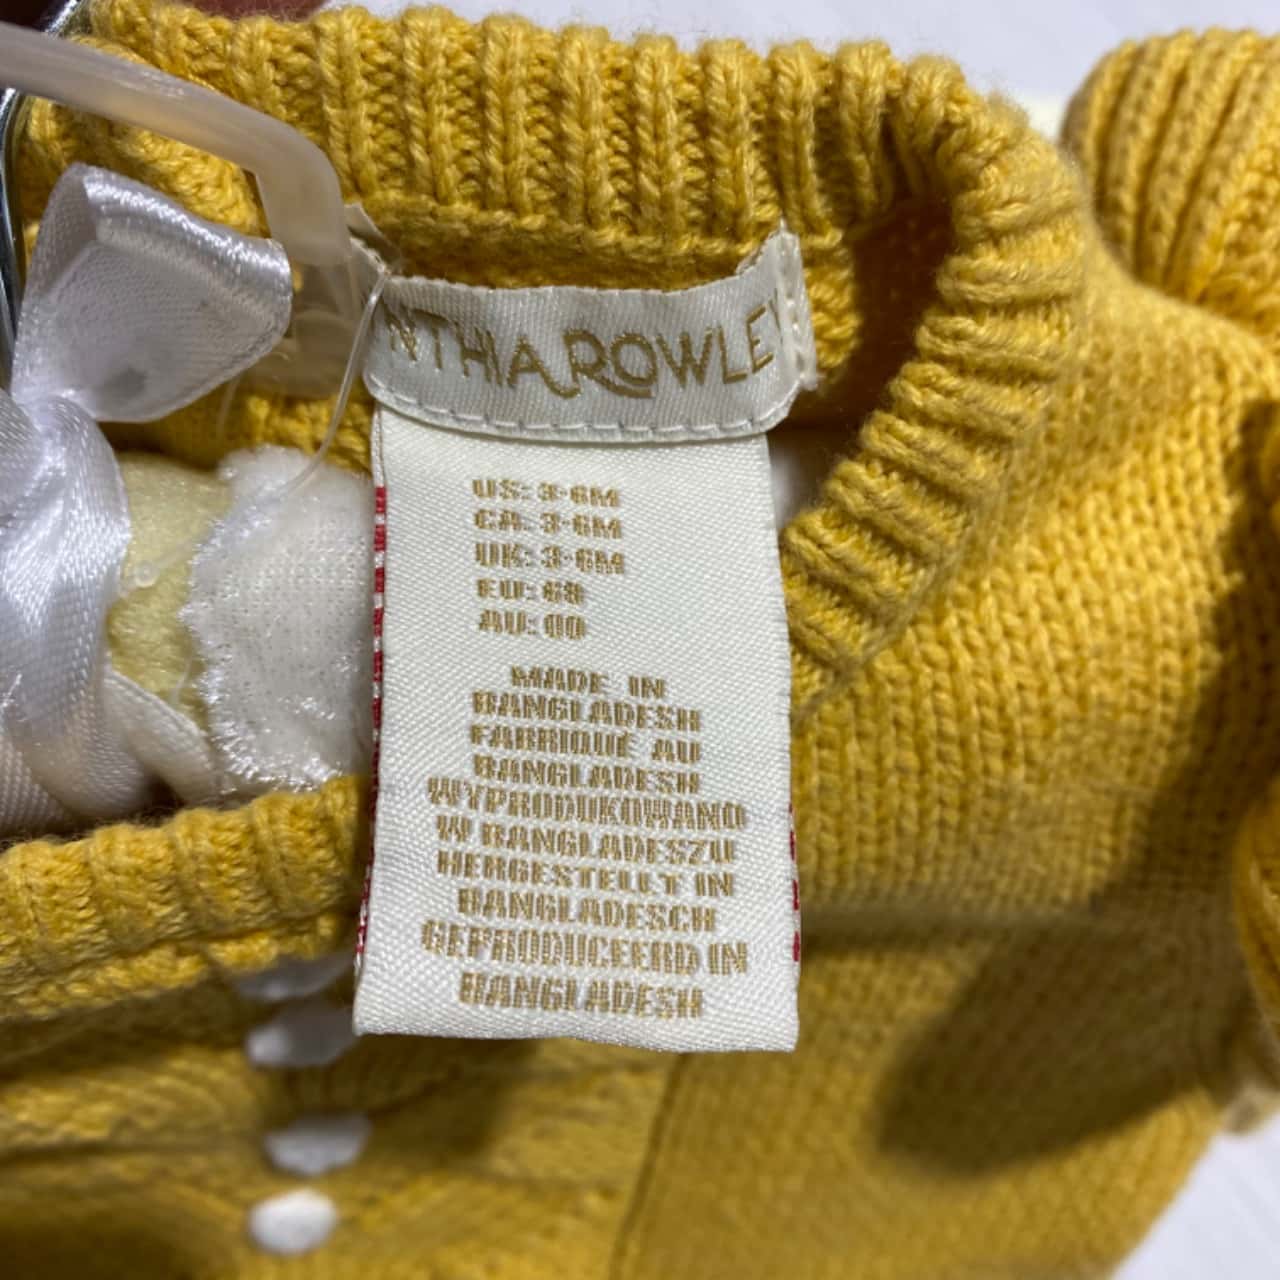 NTHIA ROWLEY
US: 3-6M
CA: 3-6M
UK: 3-6M
EU: 68
AU: 00
MADE IN
BANGLADESH
FABRIQUÉ AU
BANGLADESH
WYPRODUKOWANO
W BANGLADESZU
HERGESTELLT IN
BANGLADESCH
GEPRODUCEERD IN
BANGLADESH